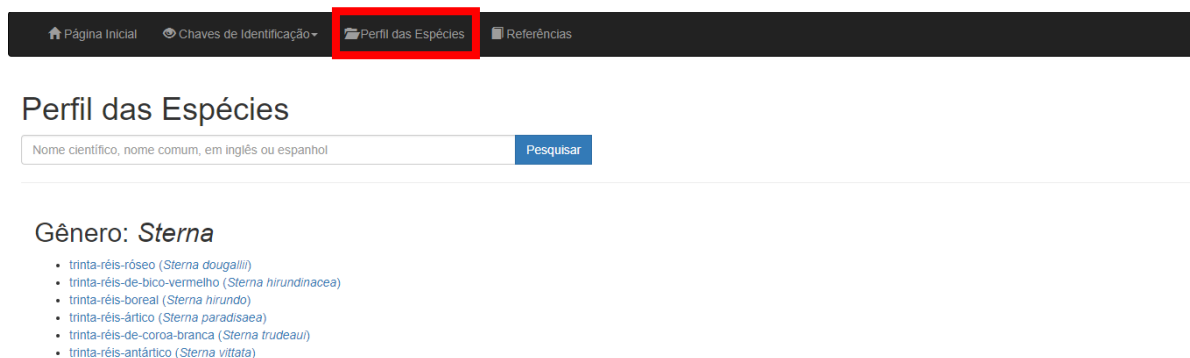 Página Inicial Chaves de Identificação Perfil das Espécies Referências
Perfil das Espécies
Nome científico, nome comum, em inglês ou espanhol Pesquisar
Gênero: Sterna
• trinta-réis-róseo (Sterna dougallii)
• trinta-réis-de-bico-vermelho (Sterna hirundinacea)
• trinta-réis-boreal (Sterna hirundo)
• trinta-réis-ártico (Sterna paradisaea)
• trinta-réis-de-coroa-branca (Sterna trudeaui)
• trinta-réis-antártico (Sterna vittata)